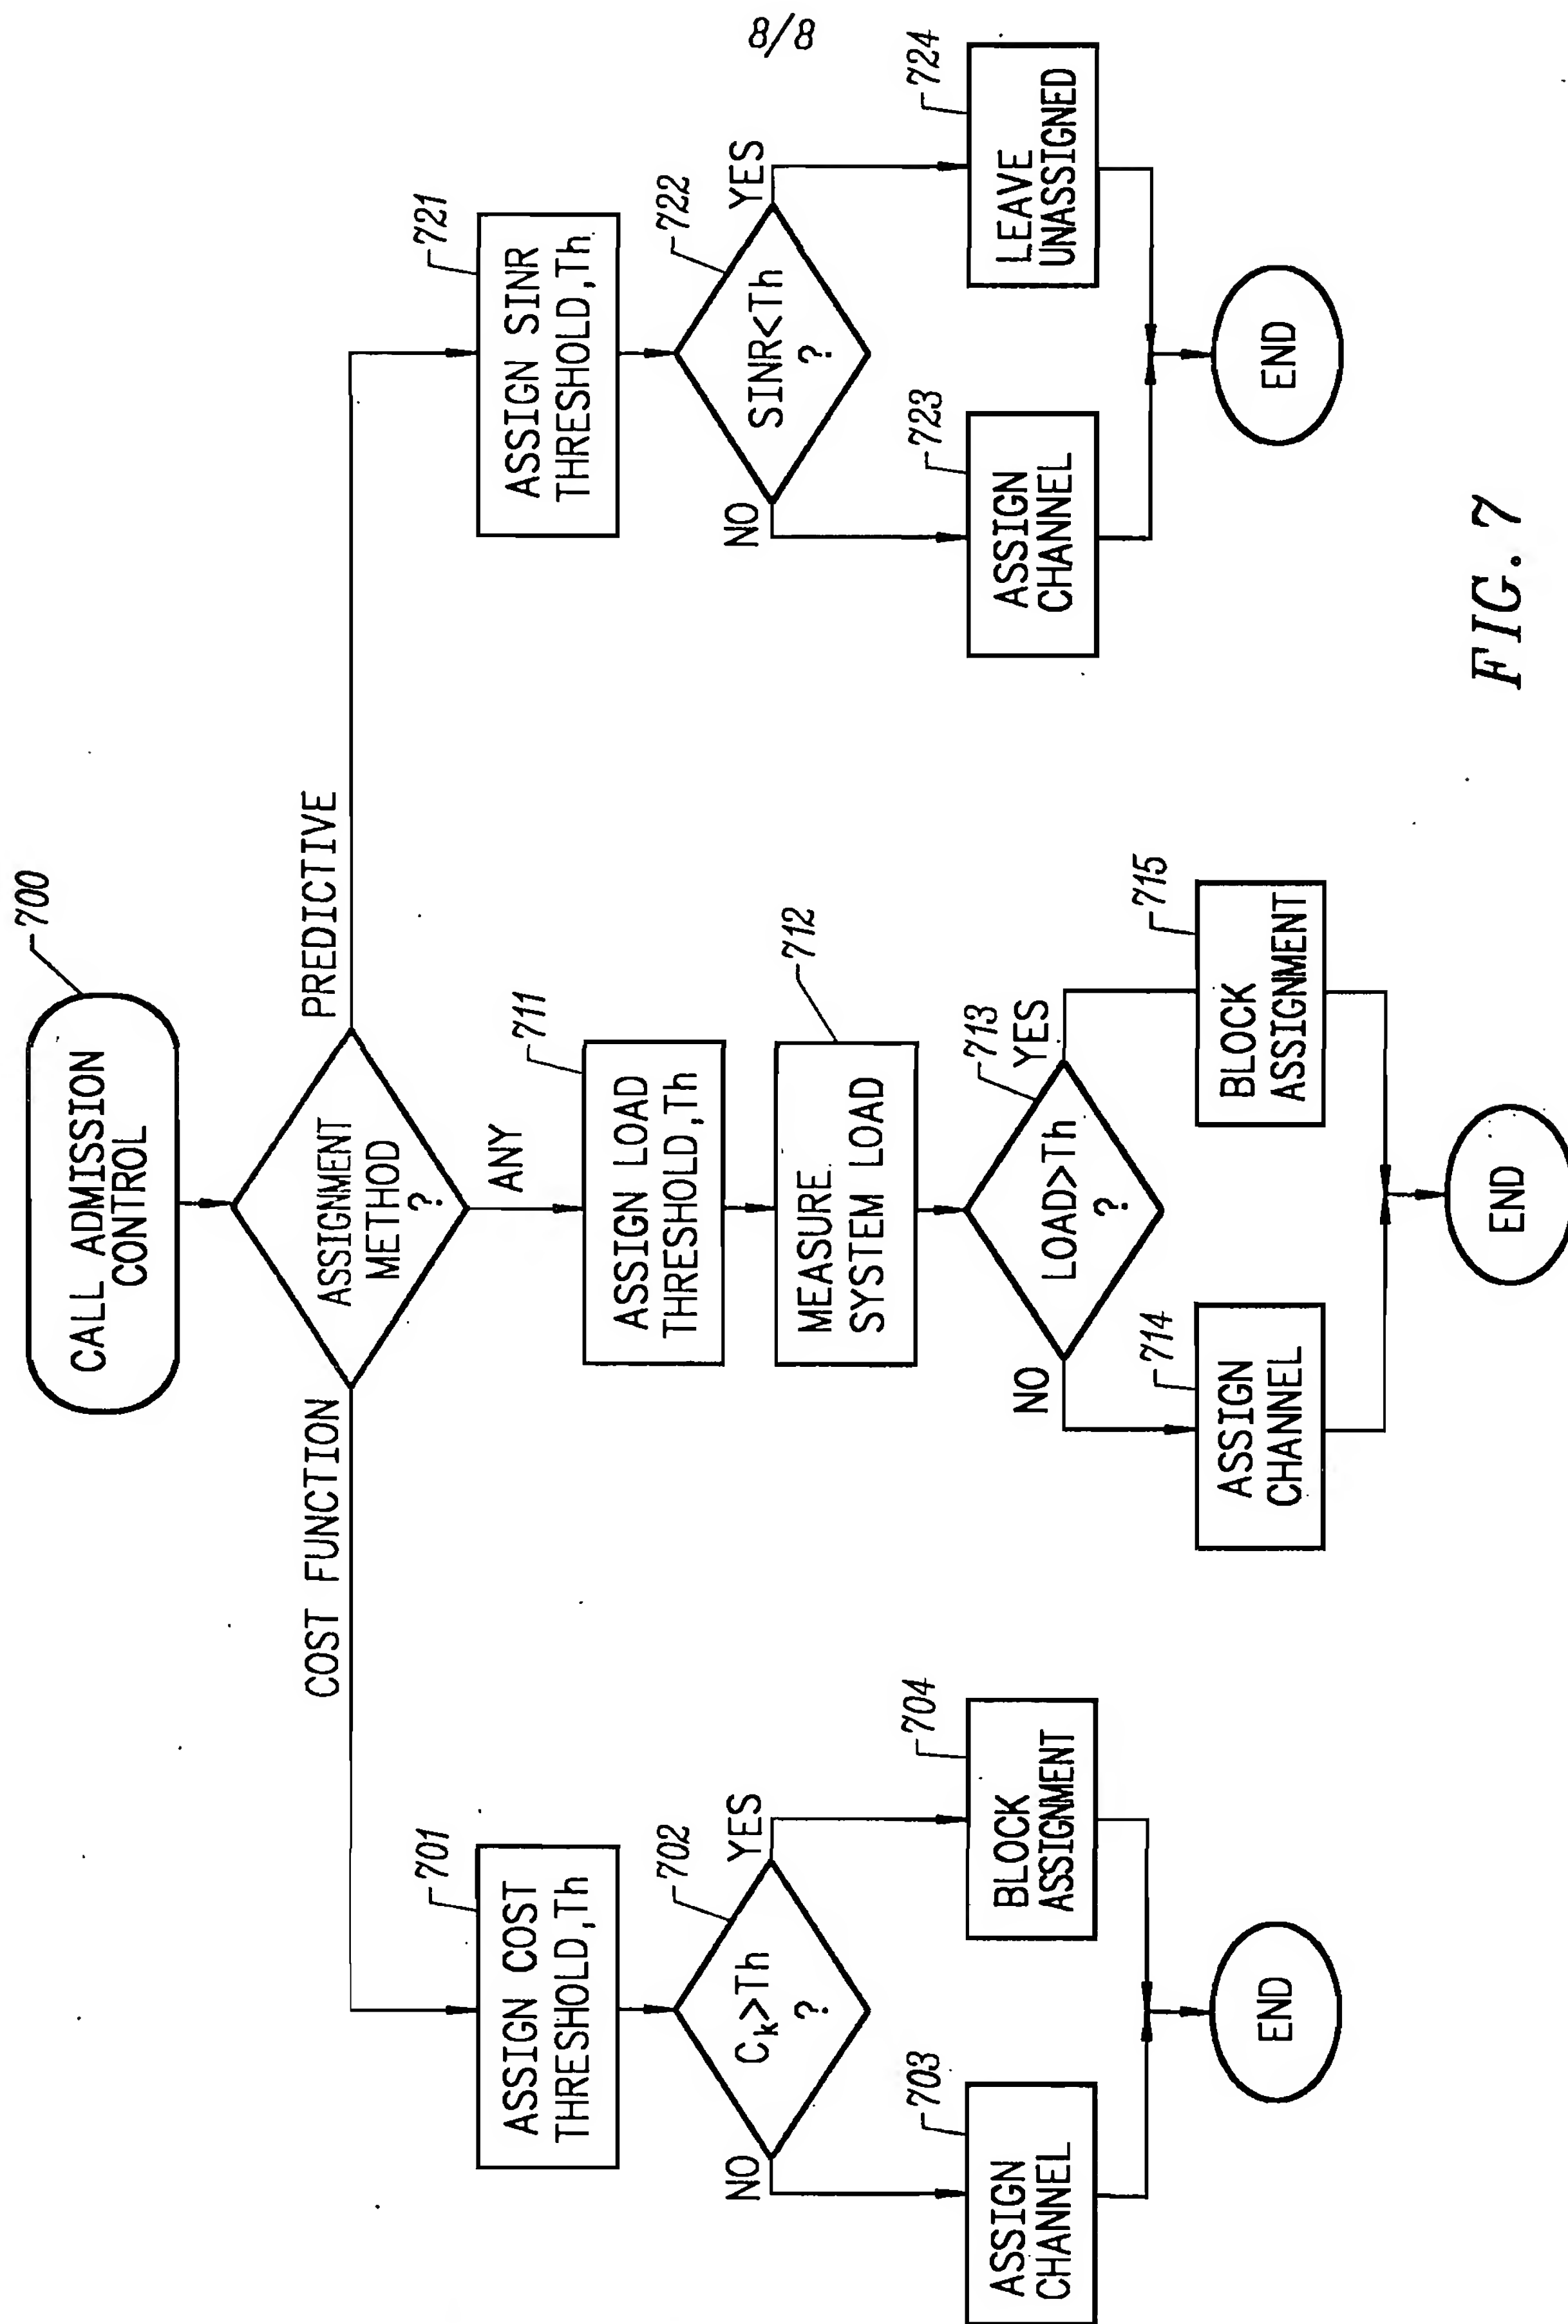 8/8
700
CALL ADMISSION
CONTROL
ASSIGNMENT
METHOD
?
COST FUNCTION
ANY
PREDICTIVE
701
ASSIGN COST
THRESHOLD,Th
702
Ck>Th
?
NO
YES
703
ASSIGN
CHANNEL
704
BLOCK
ASSIGNMENT
END
711
ASSIGN LOAD
THRESHOLD,Th
712
MEASURE
SYSTEM LOAD
713
LOAD>Th
?
NO
YES
714
ASSIGN
CHANNEL
715
BLOCK
ASSIGNMENT
END
721
ASSIGN SINR
THRESHOLD,Th
722
SINR<Th
?
NO
YES
723
ASSIGN
CHANNEL
724
LEAVE
UNASSIGNED
END
FIG. 7